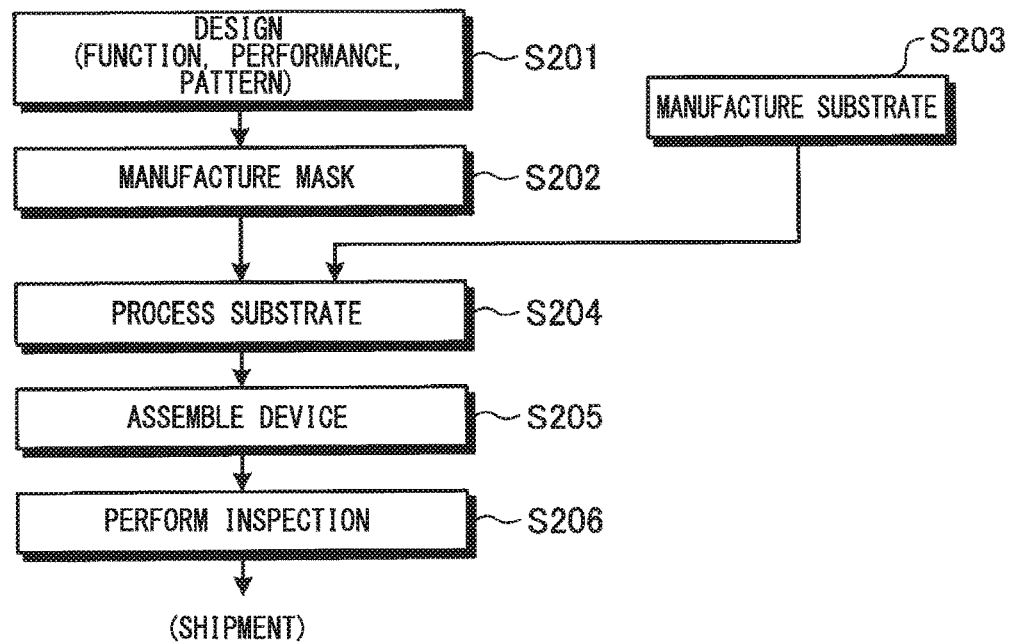 DESIGN
(FUNCTION, PERFORMANCE,
PATTERN)
S201
S203
MANUFACTURE SUBSTRATE
MANUFACTURE MASK
S202
PROCESS SUBSTRATE
S204
ASSEMBLE DEVICE
S205
PERFORM INSPECTION
S206
(SHIPMENT)